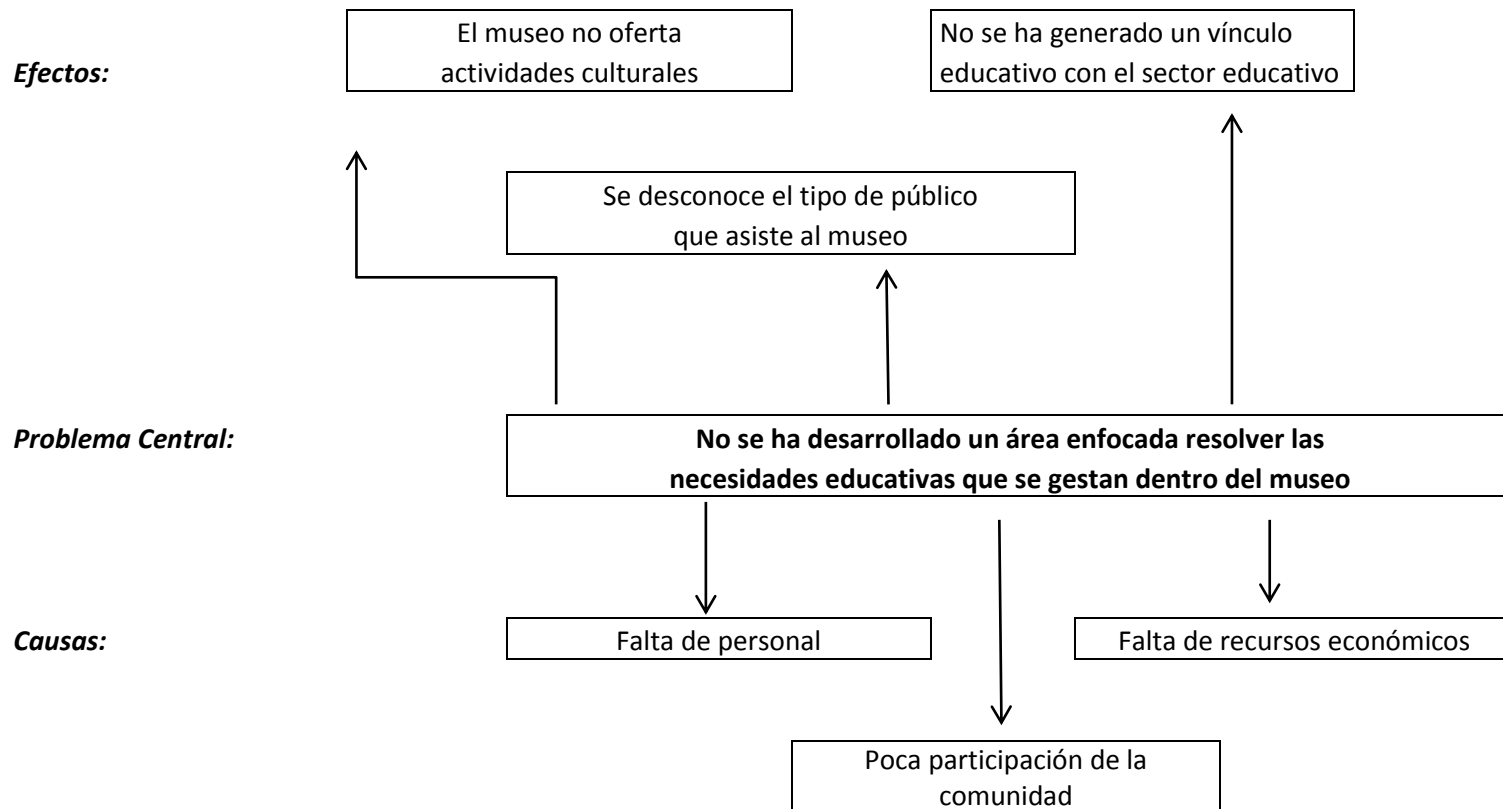 El museo no oferta
actividades culturales
No se ha generado un vínculo
educativo con el sector educativo
Efectos:
Se desconoce el tipo de público
que asiste al museo
Problema Central:
No se ha desarrollado un área enfocada resolver las
necesidades educativas que se gestan dentro del museo
Causas:
Falta de personal
Falta de recursos económicos
Poca participación de la
comunidad